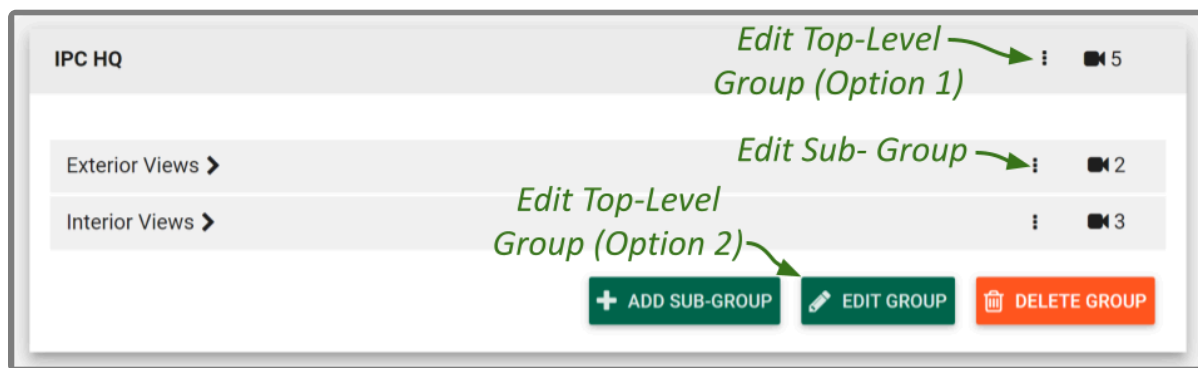 IPC HQ
Edit Top-Level
Group (Option 1)
5
Exterior Views
Edit Sub- Group
2
Interior Views
3
Edit Top-Level
Group (Option 2)
ADD SUB-GROUP
EDIT GROUP
DELETE GROUP